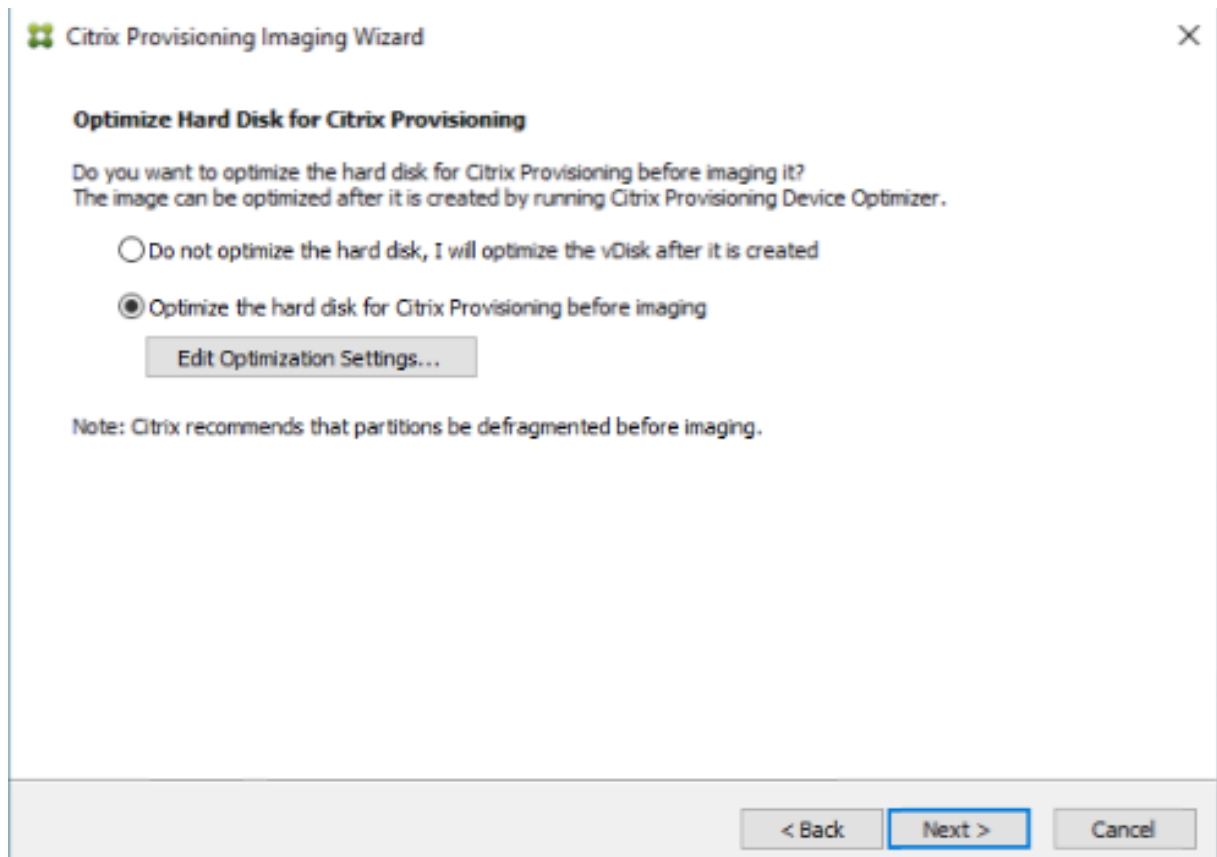 Citrix Provisioning Imaging Wizard
Optimize Hard Disk for Citrix Provisioning
Do you want to optimize the hard disk for Citrix Provisioning before imaging it?
The image can be optimized after it is created by running Citrix Provisioning Device Optimizer.
Do not optimize the hard disk, I will optimize the vDisk after it is created
Optimize the hard disk for Citrix Provisioning before imaging
Edit Optimization Settings...
Note: Citrix recommends that partitions be defragmented before imaging.
< Back Next > Cancel